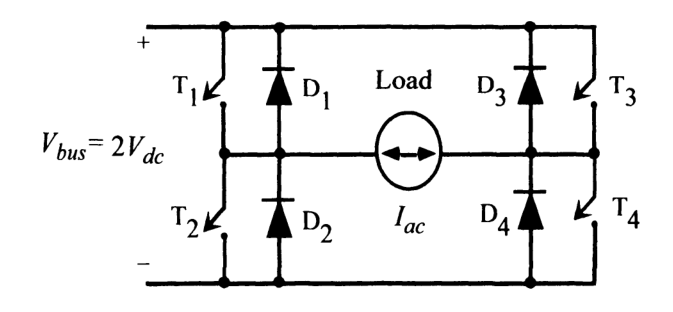 +
Load
T1 D1 D3 T3
Vbus = 2Vdc
T2 D2 Iac D4 T4
−